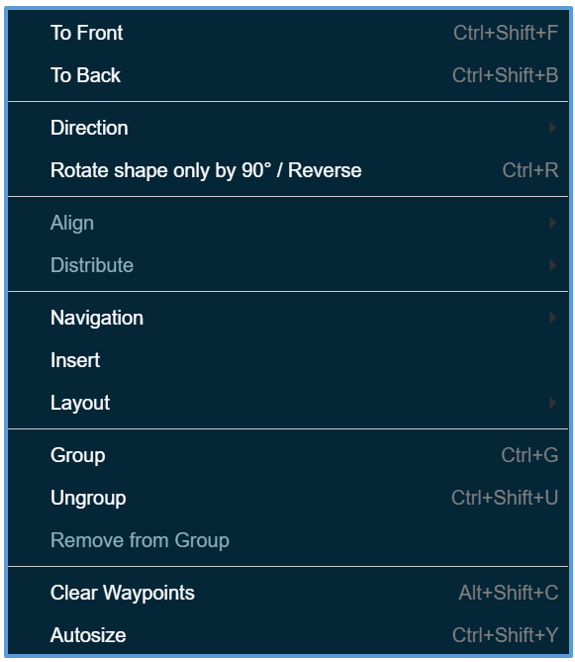 To Front Ctrl+Shift+F
To Back Ctrl+Shift+B
Direction
Rotate shape only by 90° / Reverse Ctrl+R
Align
Distribute
Navigation
Insert
Layout
Group Ctrl+G
Ungroup Ctrl+Shift+U
Remove from Group
Clear Waypoints Alt+Shift+C
Autosize Ctrl+Shift+Y